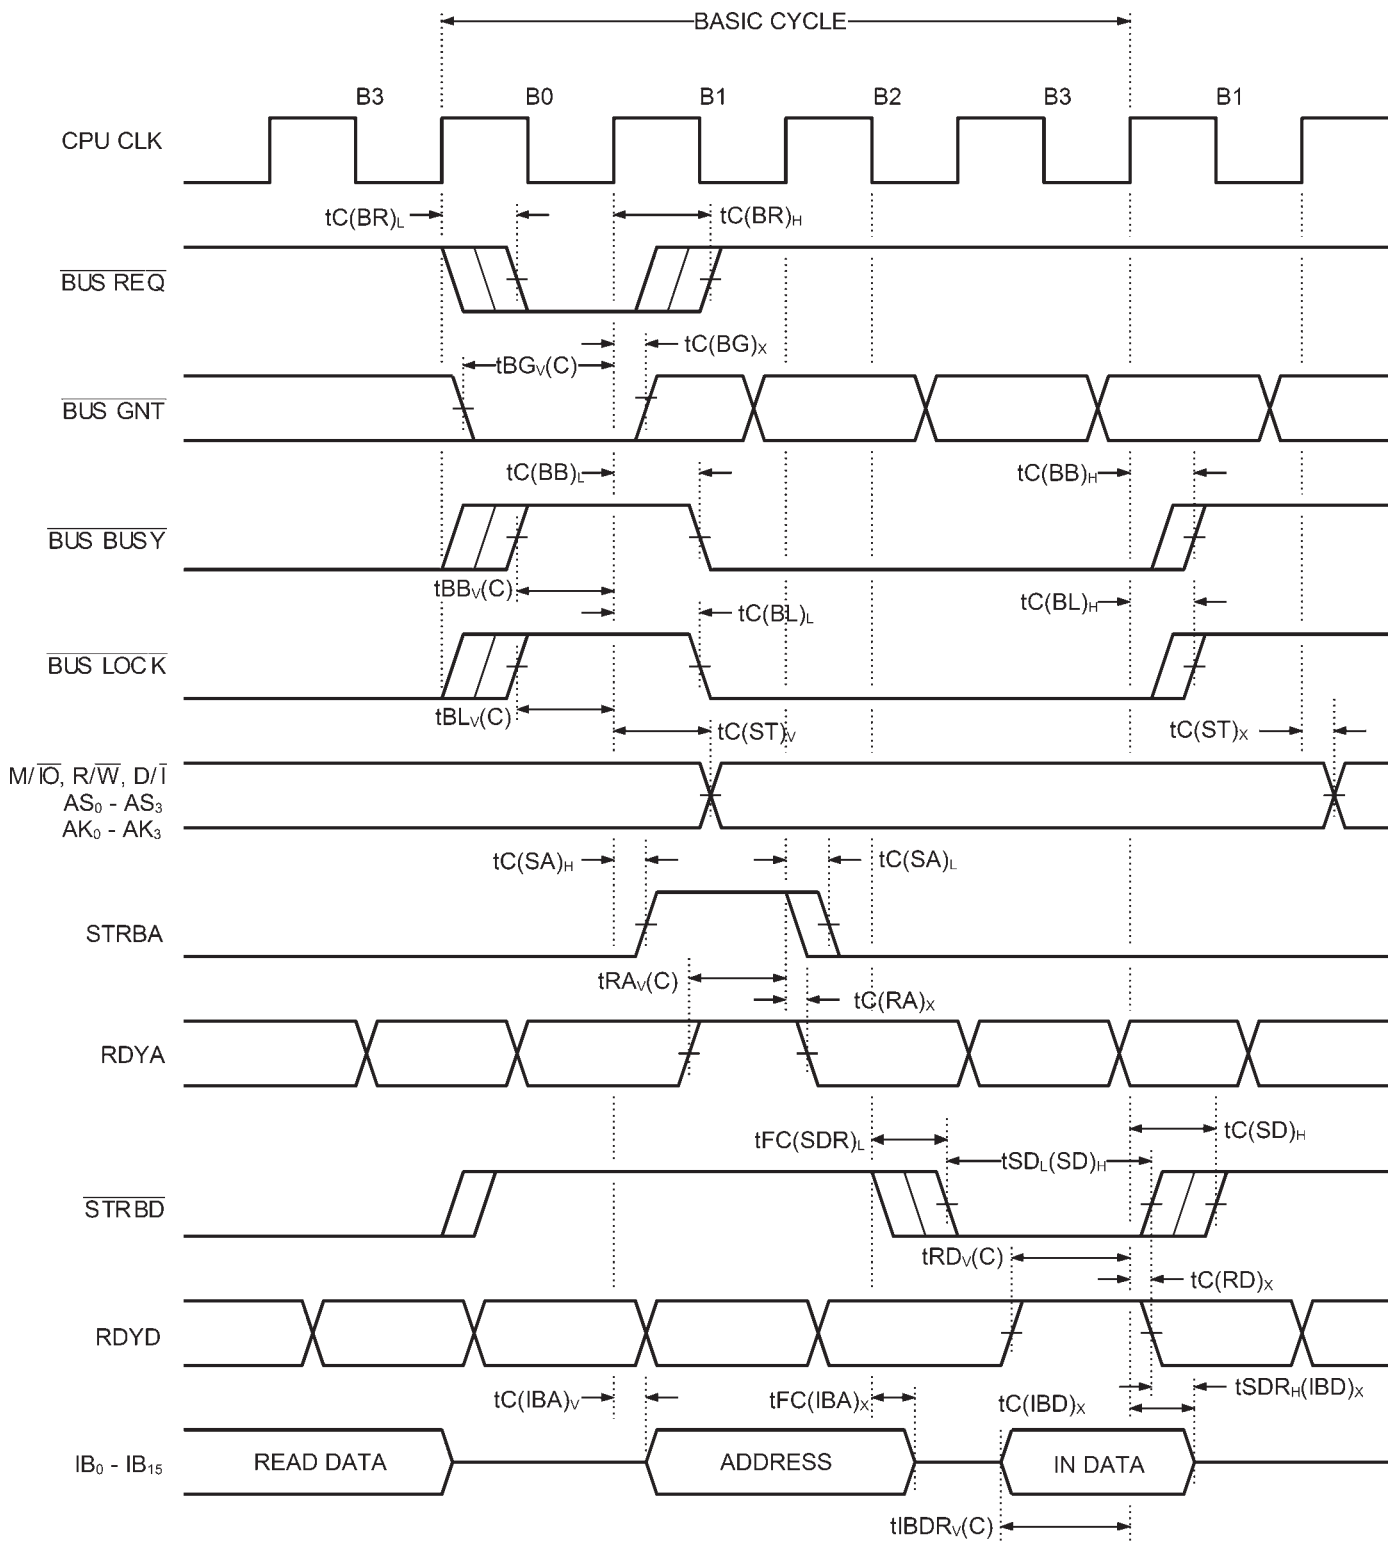 BASIC CYCLE
B3 B0 B1 B2 B3 B1
CPU CLK
tC(BR)L tC(BR)H
BUS REQ
tC(BG)X
tBGV(C)
BUS GNT
tC(BB)L tC(BB)H
BUS BUSY
tBBV(C) tC(BL)H
tC(BL)L
BUS LOCK
tBLV(C)
tC(ST)V tC(ST)X
M/IO, R/W, D/I
AS0 - AS3
AK0 - AK3
tC(SA)H tC(SA)L
STRBA
tRAV(C)
tC(RA)X
RDYA
tC(SD)H
tFC(SDR)L
tSDL(SD)H
STRBD
tRDV(C)
tC(RD)X
RDYD
tSDRH(IBD)X
tC(IBA)V tFC(IBA)X tC(IBD)X
IB0 - IB15 READ DATA ADDRESS IN DATA
tIBDRV(C)